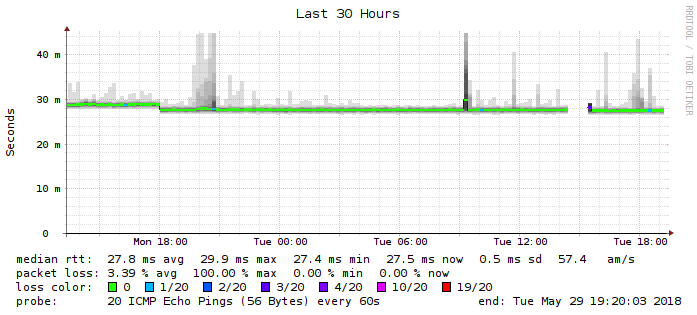 Last 30 Hours
RRDTOOL / TOBI OETIKER
Seconds
40 m
30 m
20 m
10 m
0
Mon 18:00 Tue 00:00 Tue 06:00 Tue 12:00 Tue 18:00
median rtt: 27.8 ms avg 29.9 ms max 27.4 ms min 27.5 ms now 0.5 ms sd 57.4 am/s
packet loss: 3.39 % avg 100.00 % max 0.00 % min 0.00 % now
loss color: 0 1/20 2/20 3/20 4/20 10/20 19/20
probe: 20 ICMP Echo Pings (56 Bytes) every 60s end: Tue May 29 19:20:03 2018